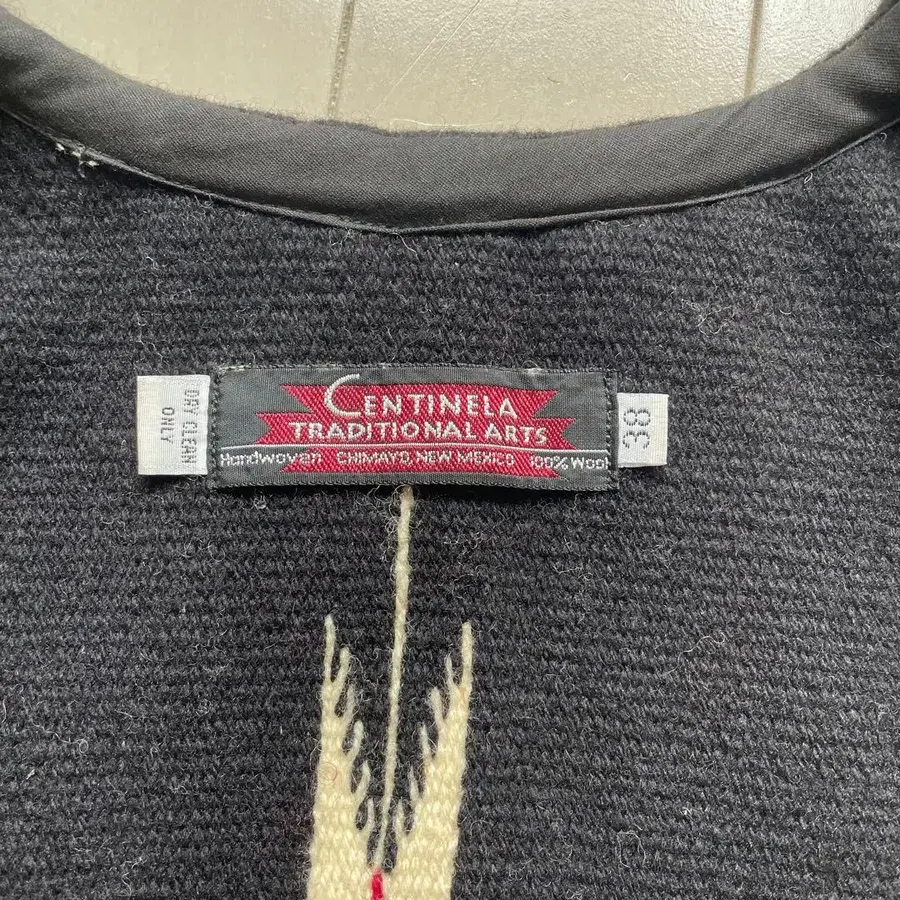 DRY CLEAN
ONLY
CENTINELA
TRADITIONAL ARTS
Handwoven CHIMAYO, NEW MEXICO 100% Wool
38